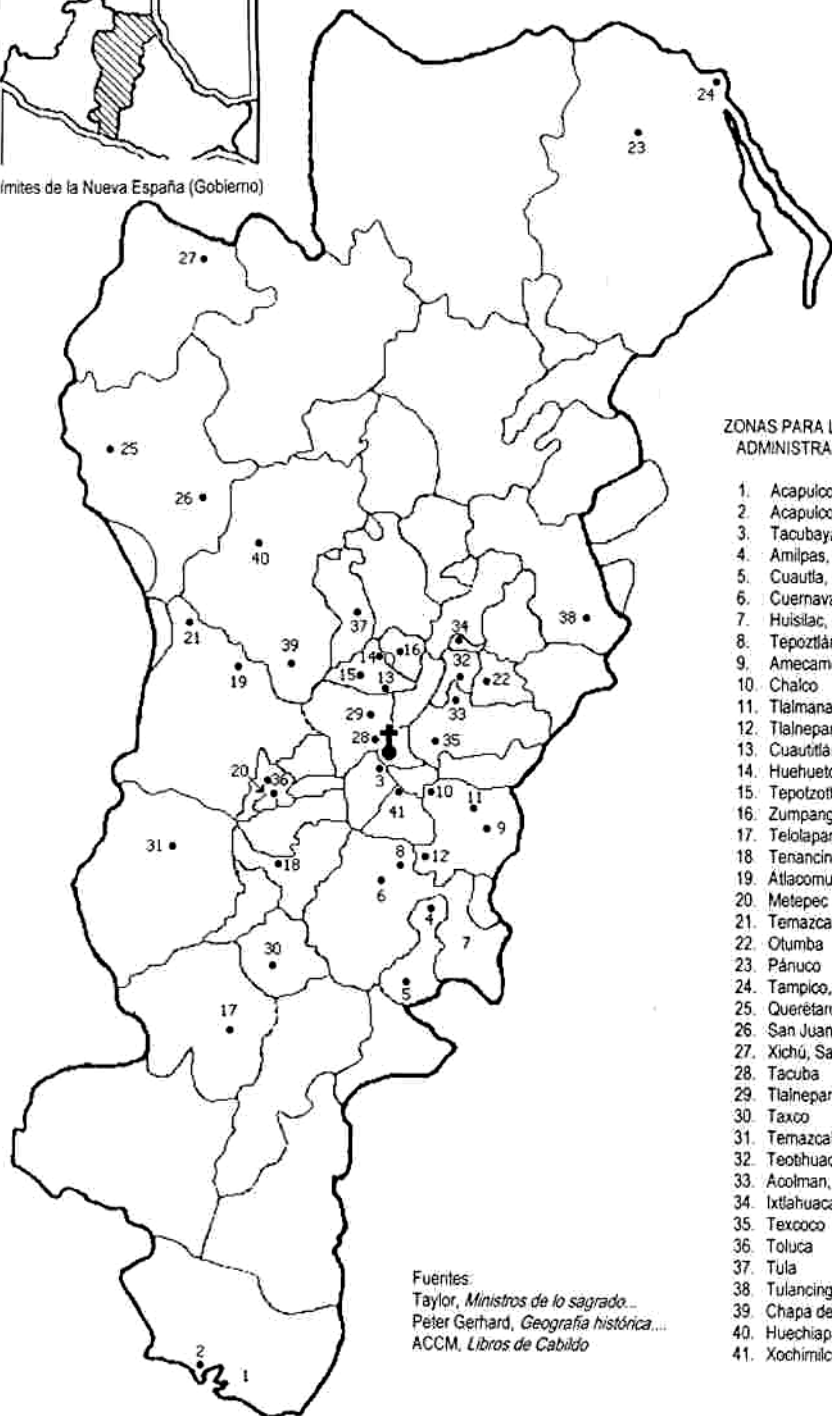 ímites de la Nueva España (Gobierno)
24
23
27
25
26
40
21
19
39
37
14
16
15
13
34
32
22
33
38
29
28
35
20
36
3
41
10
11
9
31
18
8
12
6
4
7
30
5
17
2
1
ZONAS PARA L
ADMINISTRA
1. Acapulco
2. Acapulco
3. Tacubaya
4. Amilpas,
5. Cuautla,
6. Cuernava
7. Huisilac,
8. Tepoztlán
9. Amecam
10. Chalco
11. Tlalmana
12. Tlalnepan
13. Cuautitlá
14. Huehueto
15. Tepotzotl
16. Zumpang
17. Telolapan
18. Tenancin
19. Atlacomu
20. Metepec
21. Temazca
22. Otumba
23. Pánuco
24. Tampico,
25. Querétaro
26. San Juan
27. Xichú, Sa
28. Tacuba
29. Tlalnepan
30. Taxco
31. Temazcal
32. Teotihuac
33. Acolman,
34. Ixtlahuaca
35. Texcoco
36. Toluca
37. Tula
38. Tulancing
39. Chapa de
40. Huechiap
41. Xochimilc
Fuentes:
Taylor, Ministros de lo sagrado...
Peter Gerhard, Geografía histórica....
ACCM, Libros de Cabildo